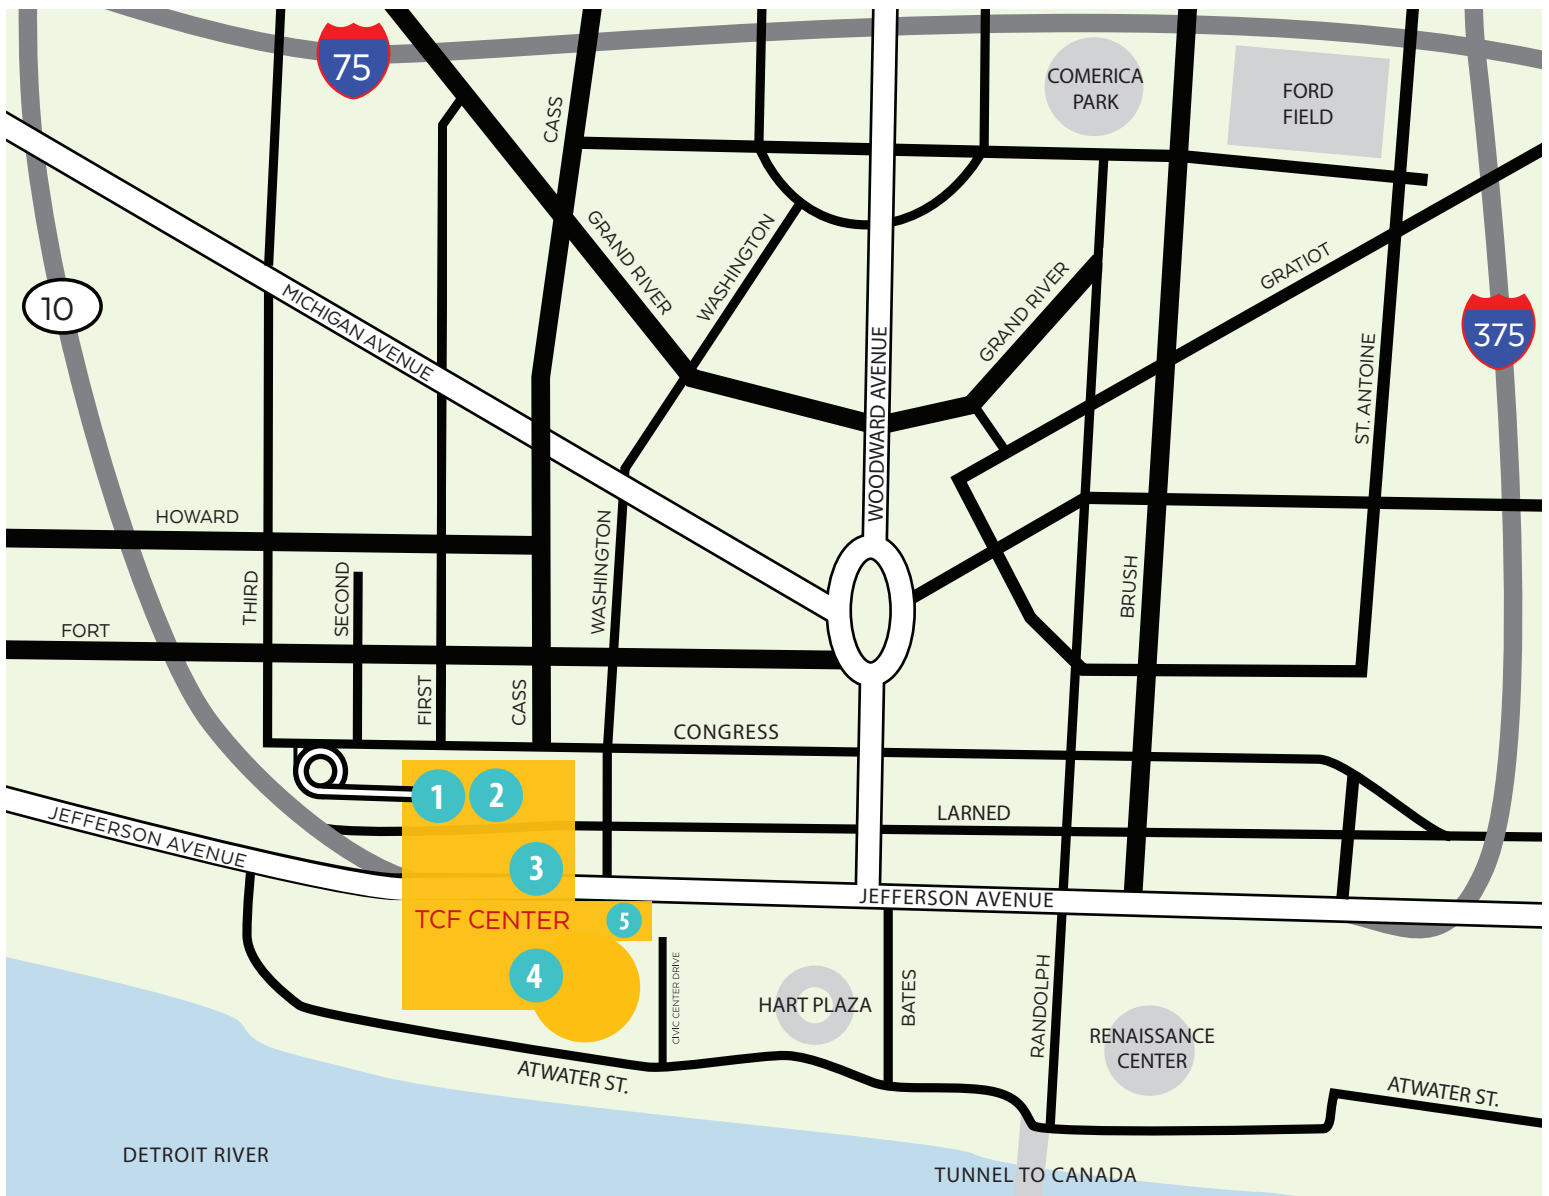 75
COMERICA
PARK
FORD
FIELD
CASS
GRAND RIVER
WASHINGTON
GRAND RIVER
GRATIOT
10
MICHIGAN AVENUE
WOODWARD AVENUE
ST. ANTOINE
375
HOWARD
THIRD
SECOND
WASHINGTON
BRUSH
FORT
FIRST
CASS
CONGRESS
1
2
LARNED
JEFFERSON AVENUE
3
JEFFERSON AVENUE
TCF CENTER
5
4
CIVIC CENTER DRIVE
HART PLAZA
BATES
RANDOLPH
RENAISSANCE
CENTER
ATWATER ST.
ATWATER ST.
DETROIT RIVER
TUNNEL TO CANADA